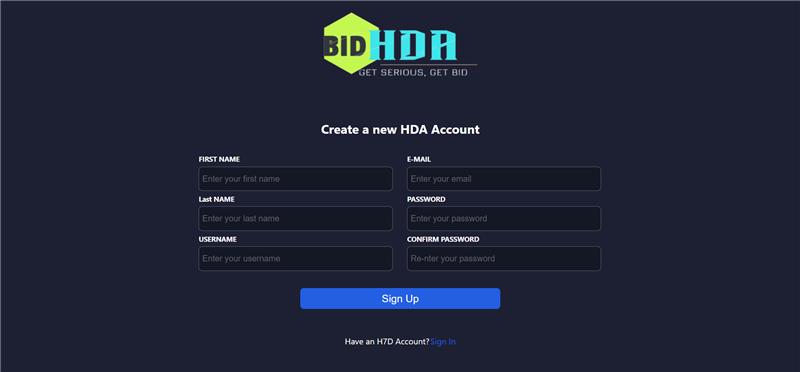 BID HDA
GET SERIOUS, GET BID
Create a new HDA Account
FIRST NAME
Enter your first name
E-MAIL
Enter your email
Last NAME
Enter your last name
PASSWORD
Enter your password
USERNAME
Enter your username
CONFIRM PASSWORD
Re-nter your password
Sign Up
Have an H7D Account? Sign In